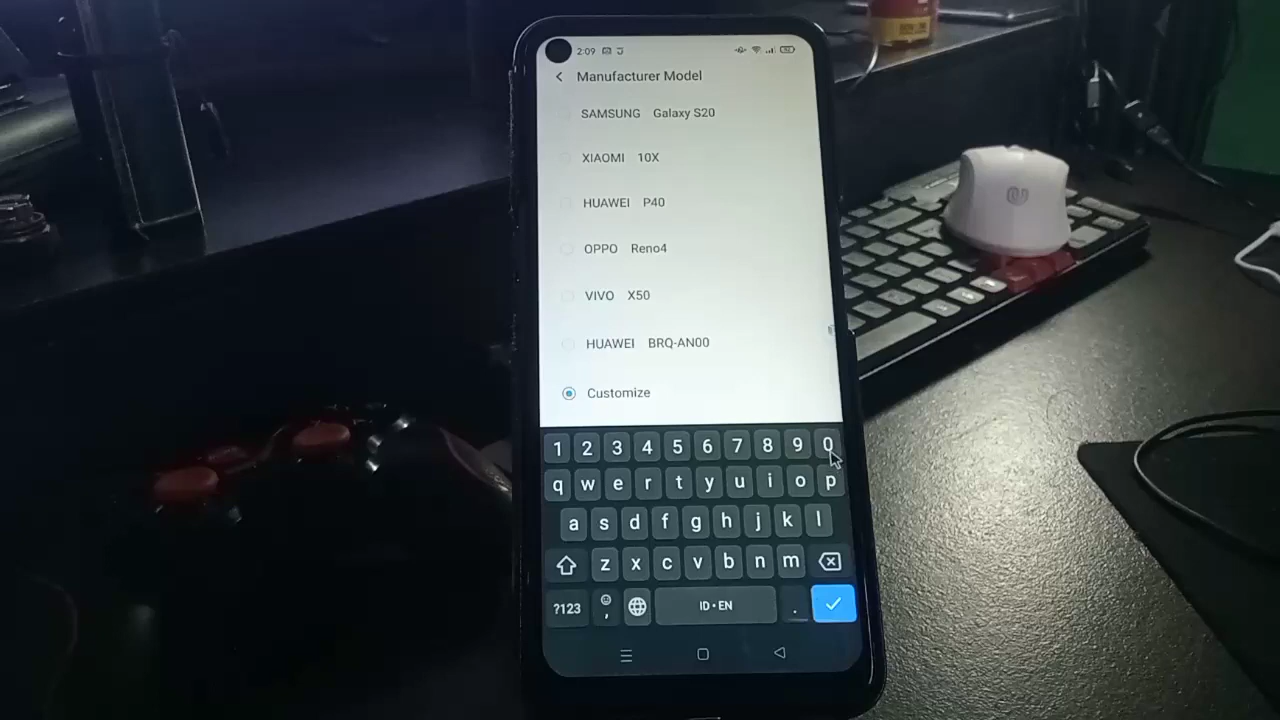 2:09
Manufacturer Model
SAMSUNG Galaxy S20
XIAOMI 10X
HUAWEI P40
OPPO Reno4
VIVO X50
HUAWEI BRQ-AN00
Customize
1 2 3 4 5 6 7 8 9 0
q w e r t y u i o p
a s d f g h j k l
z x c v b n m
?123 , ID • EN .